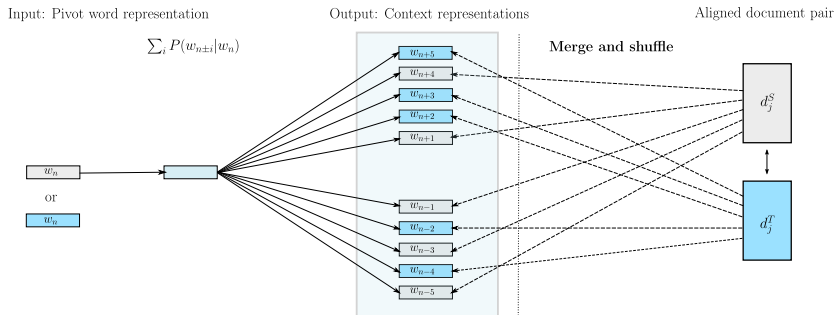 Input: Pivot word representation
Output: Context representations
Aligned document pair
∑ᵢ P(wₙ±ᵢ|wₙ)
Merge and shuffle
wₙ₊₅
wₙ₊₄
wₙ₊₃
wₙ₊₂
wₙ₊₁
wₙ
or
wₙ
wₙ₋₁
wₙ₋₂
wₙ₋₃
wₙ₋₄
wₙ₋₅
d_j^S
d_j^T